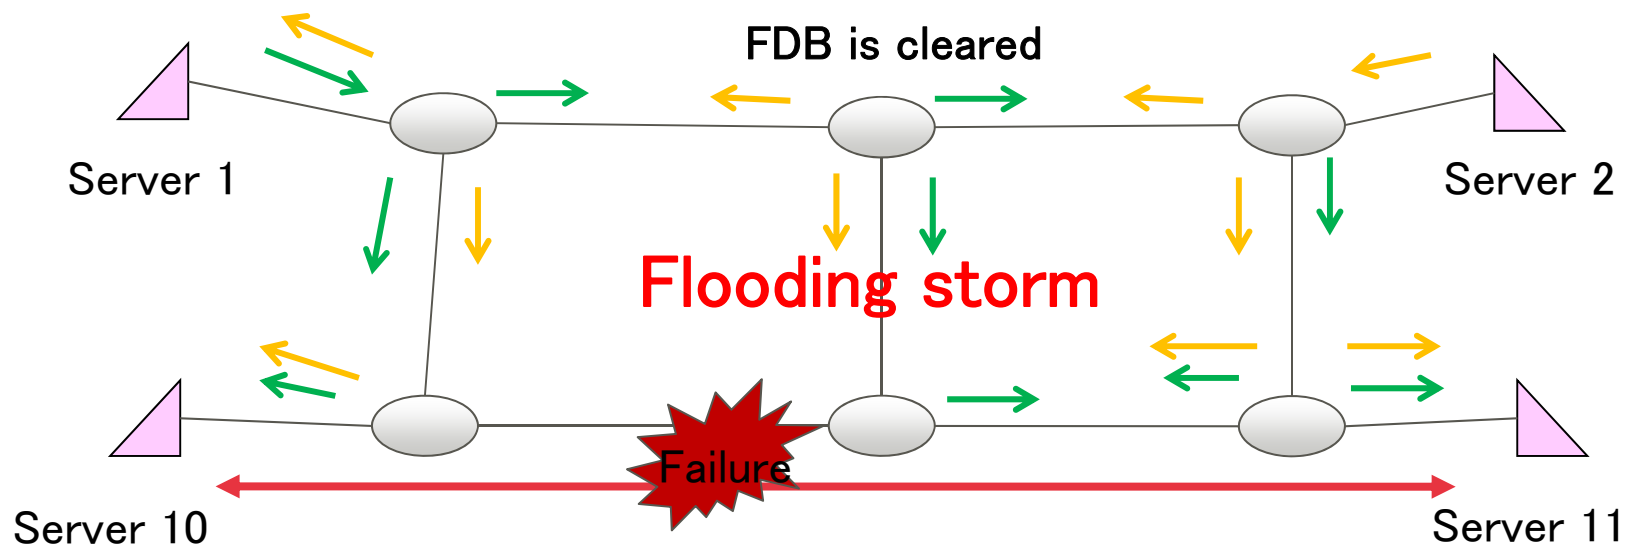 FDB is cleared
Server 1
Server 2
Flooding storm
Failure
Server 10
Server 11